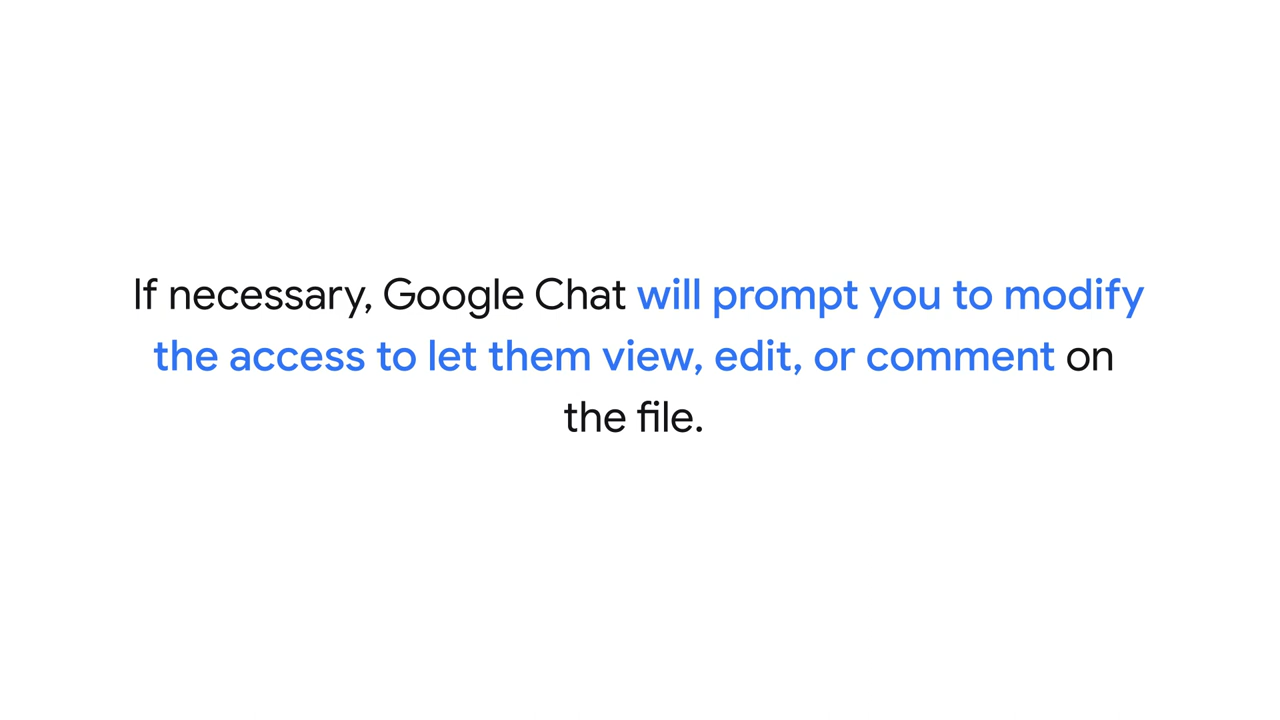 If necessary, Google Chat will prompt you to modify
the access to let them view, edit, or comment on
the file.